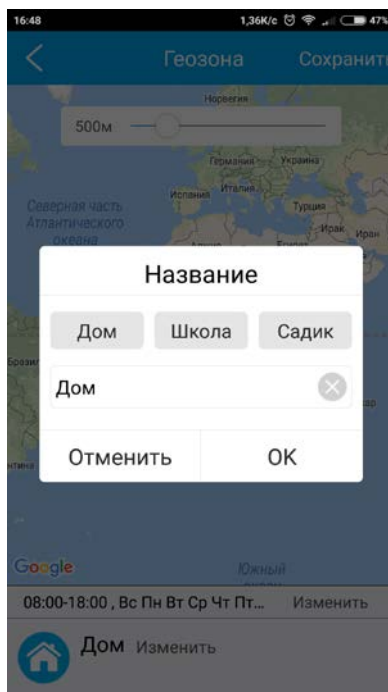 16:48 1,36K/с 47%
Геозона Сохранить
Норвегия
500м
Германия Украина
Испания Италия
Турция
Северная часть
Атлантического
океана
Ирак Иран
Египет
Название
Дом Школа Садик
Дом
Отменить OK
Google
Южный
08:00-18:00 , Вс Пн Вт Ср Чт Пт... Изменить
Дом Изменить